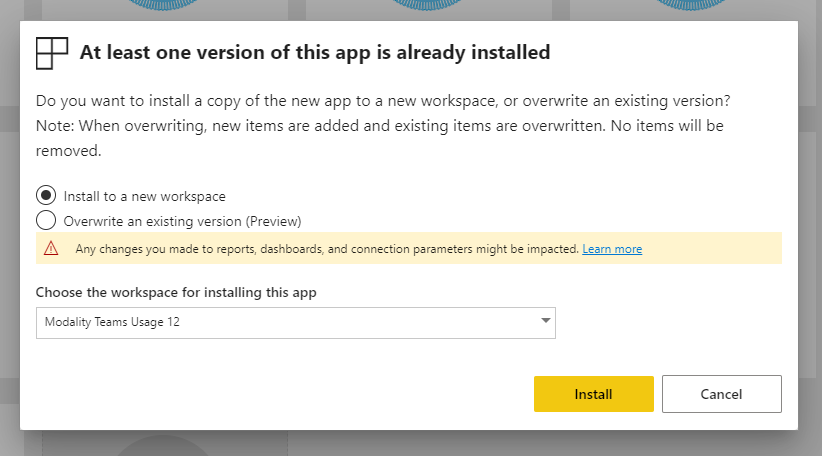 At least one version of this app is already installed
Do you want to install a copy of the new app to a new workspace, or overwrite an existing version?
Note: When overwriting, new items are added and existing items are overwritten. No items will be
removed.
Install to a new workspace
Overwrite an existing version (Preview)
Any changes you made to reports, dashboards, and connection parameters might be impacted. Learn more
Choose the workspace for installing this app
Modality Teams Usage 12
Install
Cancel